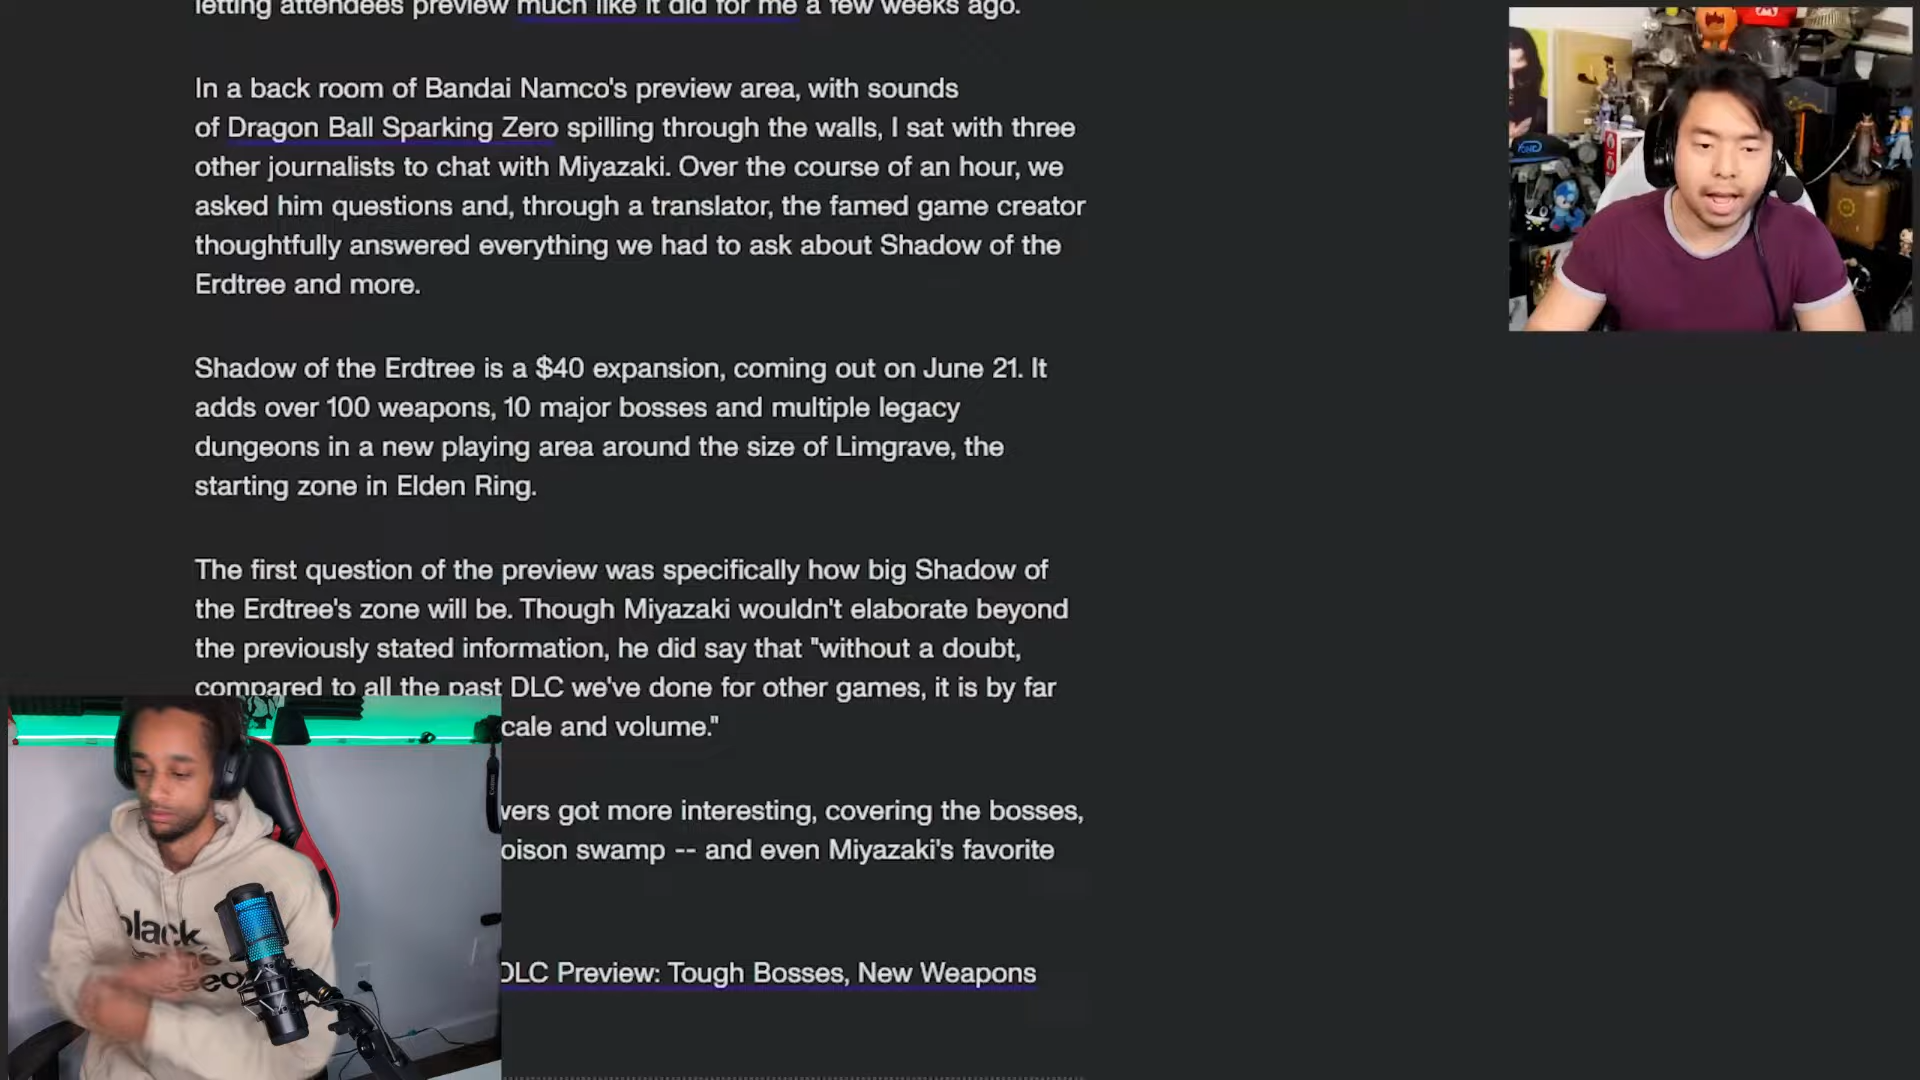 letting attendees preview much like it did for me a few weeks ago.
In a back room of Bandai Namco's preview area, with sounds
of Dragon Ball Sparking Zero spilling through the walls, I sat with three
other journalists to chat with Miyazaki. Over the course of an hour, we
asked him questions and, through a translator, the famed game creator
thoughtfully answered everything we had to ask about Shadow of the
Erdtree and more.
Shadow of the Erdtree is a $40 expansion, coming out on June 21. It
adds over 100 weapons, 10 major bosses and multiple legacy
dungeons in a new playing area around the size of Limgrave, the
starting zone in Elden Ring.
The first question of the preview was specifically how big Shadow of
the Erdtree's zone will be. Though Miyazaki wouldn't elaborate beyond
the previously stated information, he did say that "without a doubt,
compared to all the past DLC we've done for other games, it is by far
cale and volume."
wers got more interesting, covering the bosses,
oison swamp -- and even Miyazaki's favorite
DLC Preview: Tough Bosses, New Weapons
black